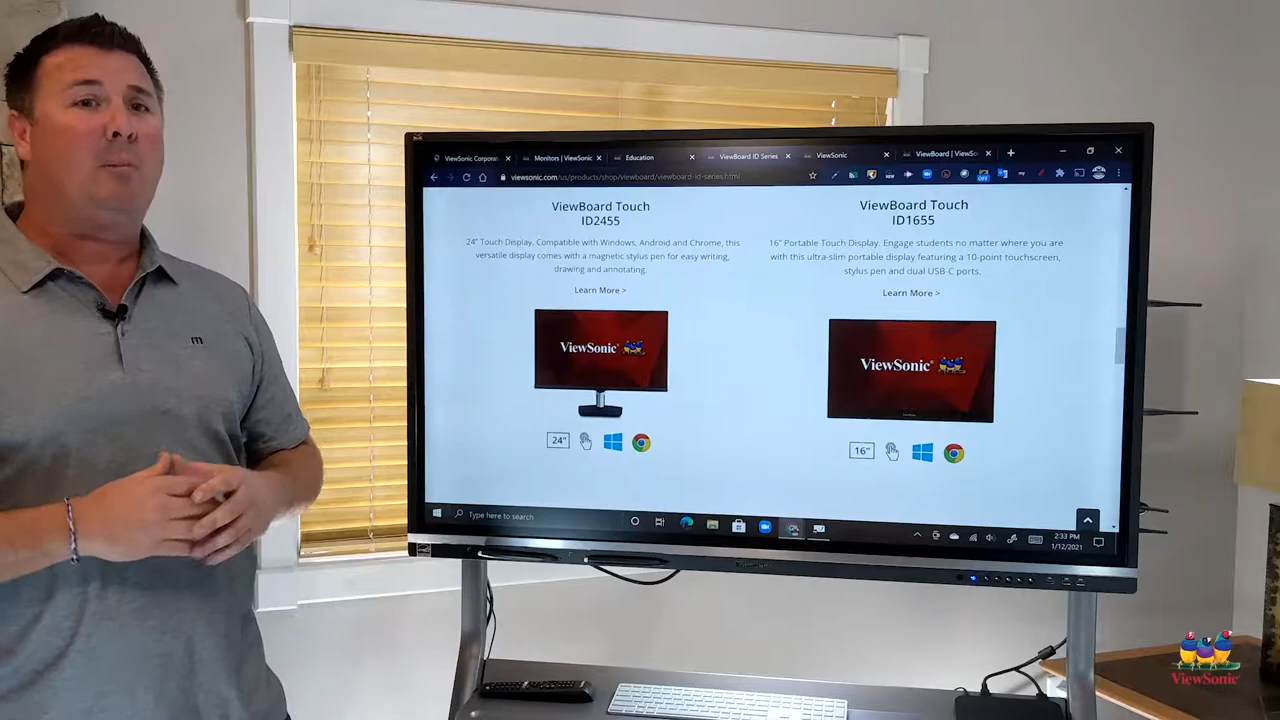 ViewSonic Corpora
Monitors | ViewSonic
Education
ViewBoard ID Series
ViewSonic
ViewBoard | ViewSo
viewsonic.com/us/products/shop/viewboard/viewboard-id-series.html
OFF
ViewBoard Touch
ID2455
24" Touch Display. Compatible with Windows, Android and Chrome, this
versatile display comes with a magnetic stylus pen for easy writing,
drawing and annotating.
Learn More >
ViewSonic®
24"
ViewBoard Touch
ID1655
16" Portable Touch Display. Engage students no matter where you are
with this ultra-slim portable display featuring a 10-point touchscreen,
stylus pen and dual USB-C ports.
Learn More >
ViewSonic®
16"
Type here to search
2:33 PM
1/12/2021
m
ViewSonic